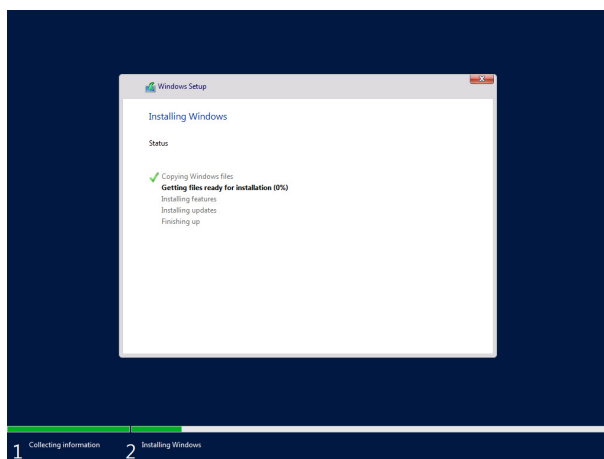 Windows Setup
Installing Windows
Status
Copying Windows files
Getting files ready for installation (0%)
Installing features
Installing updates
Finishing up
1 Collecting information
2 Installing Windows